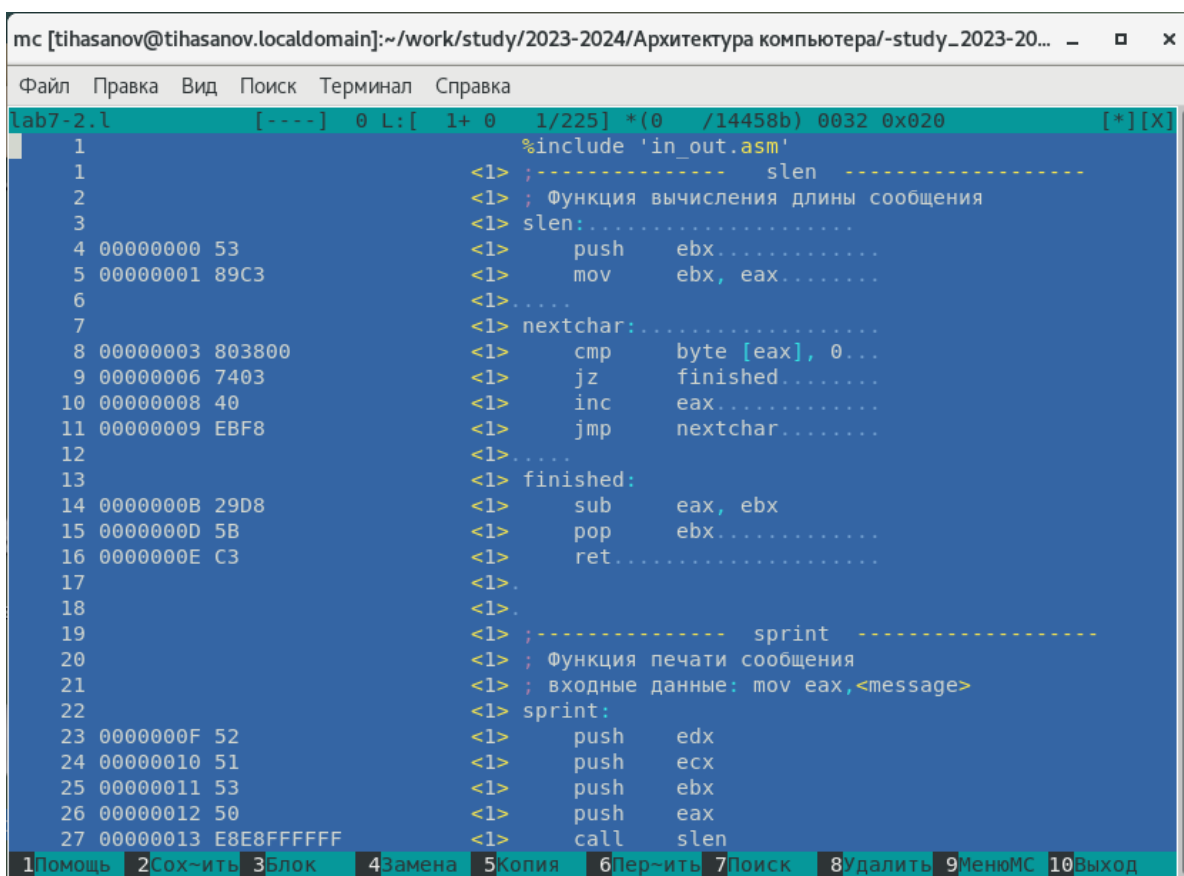 mc [tihasanov@tihasanov.localdomain]:~/work/study/2023-2024/Архитектура компьютера/-study_2023-20...
Файл Правка Вид Поиск Терминал Справка
lab7-2.l [----] 0 L:[ 1+ 0 1/225] *(0 /14458b) 0032 0x020 [*][X]
1 %include 'in_out.asm'
1 <1> ;--------------- slen -------------------
2 <1> ; Функция вычисления длины сообщения
3 <1> slen:......................
4 00000000 53 <1> push ebx.............
5 00000001 89C3 <1> mov ebx, eax........
6 <1>.....
7 <1> nextchar:....................
8 00000003 803800 <1> cmp byte [eax], 0...
9 00000006 7403 <1> jz finished........
10 00000008 40 <1> inc eax.............
11 00000009 EBF8 <1> jmp nextchar........
12 <1>.....
13 <1> finished:
14 0000000B 29D8 <1> sub eax, ebx
15 0000000D 5B <1> pop ebx.............
16 0000000E C3 <1> ret......................
17 <1>.
18 <1>.
19 <1> ;--------------- sprint -------------------
20 <1> ; Функция печати сообщения
21 <1> ; входные данные: mov eax,<message>
22 <1> sprint:
23 0000000F 52 <1> push edx
24 00000010 51 <1> push ecx
25 00000011 53 <1> push ebx
26 00000012 50 <1> push eax
27 00000013 E8E8FFFFFF <1> call slen
1Помощь 2Сох~ить 3Блок 4Замена 5Копия 6Пер~ить 7Поиск 8Удалить 9МенюMC 10Выход